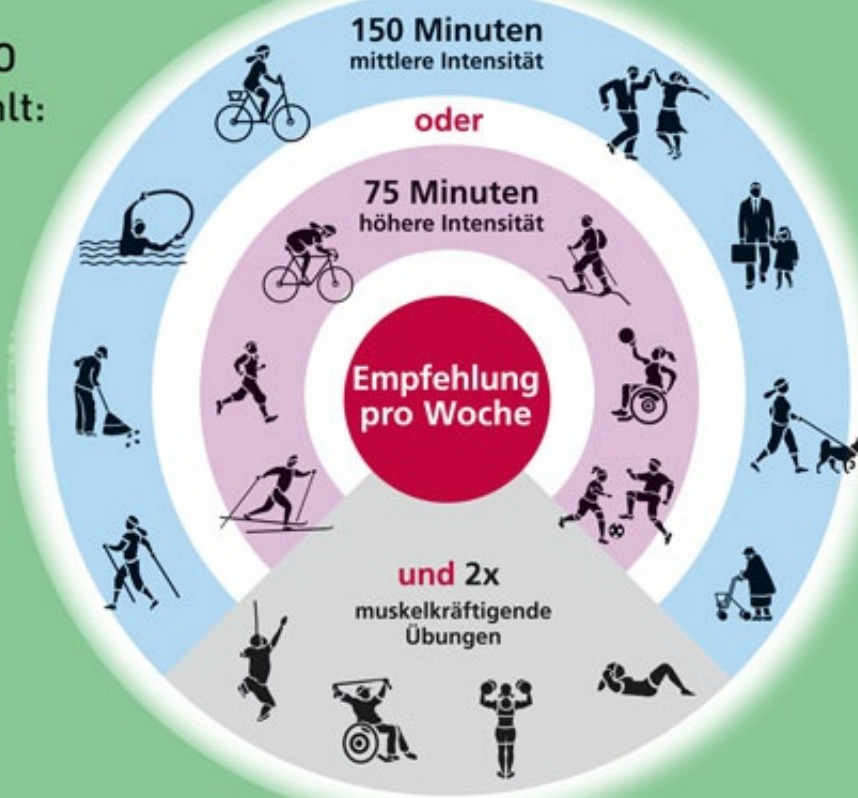 150 Minuten
mittlere Intensität
oder
75 Minuten
höhere Intensität
Empfehlung
pro Woche
und 2x
muskelkräftigende
Übungen